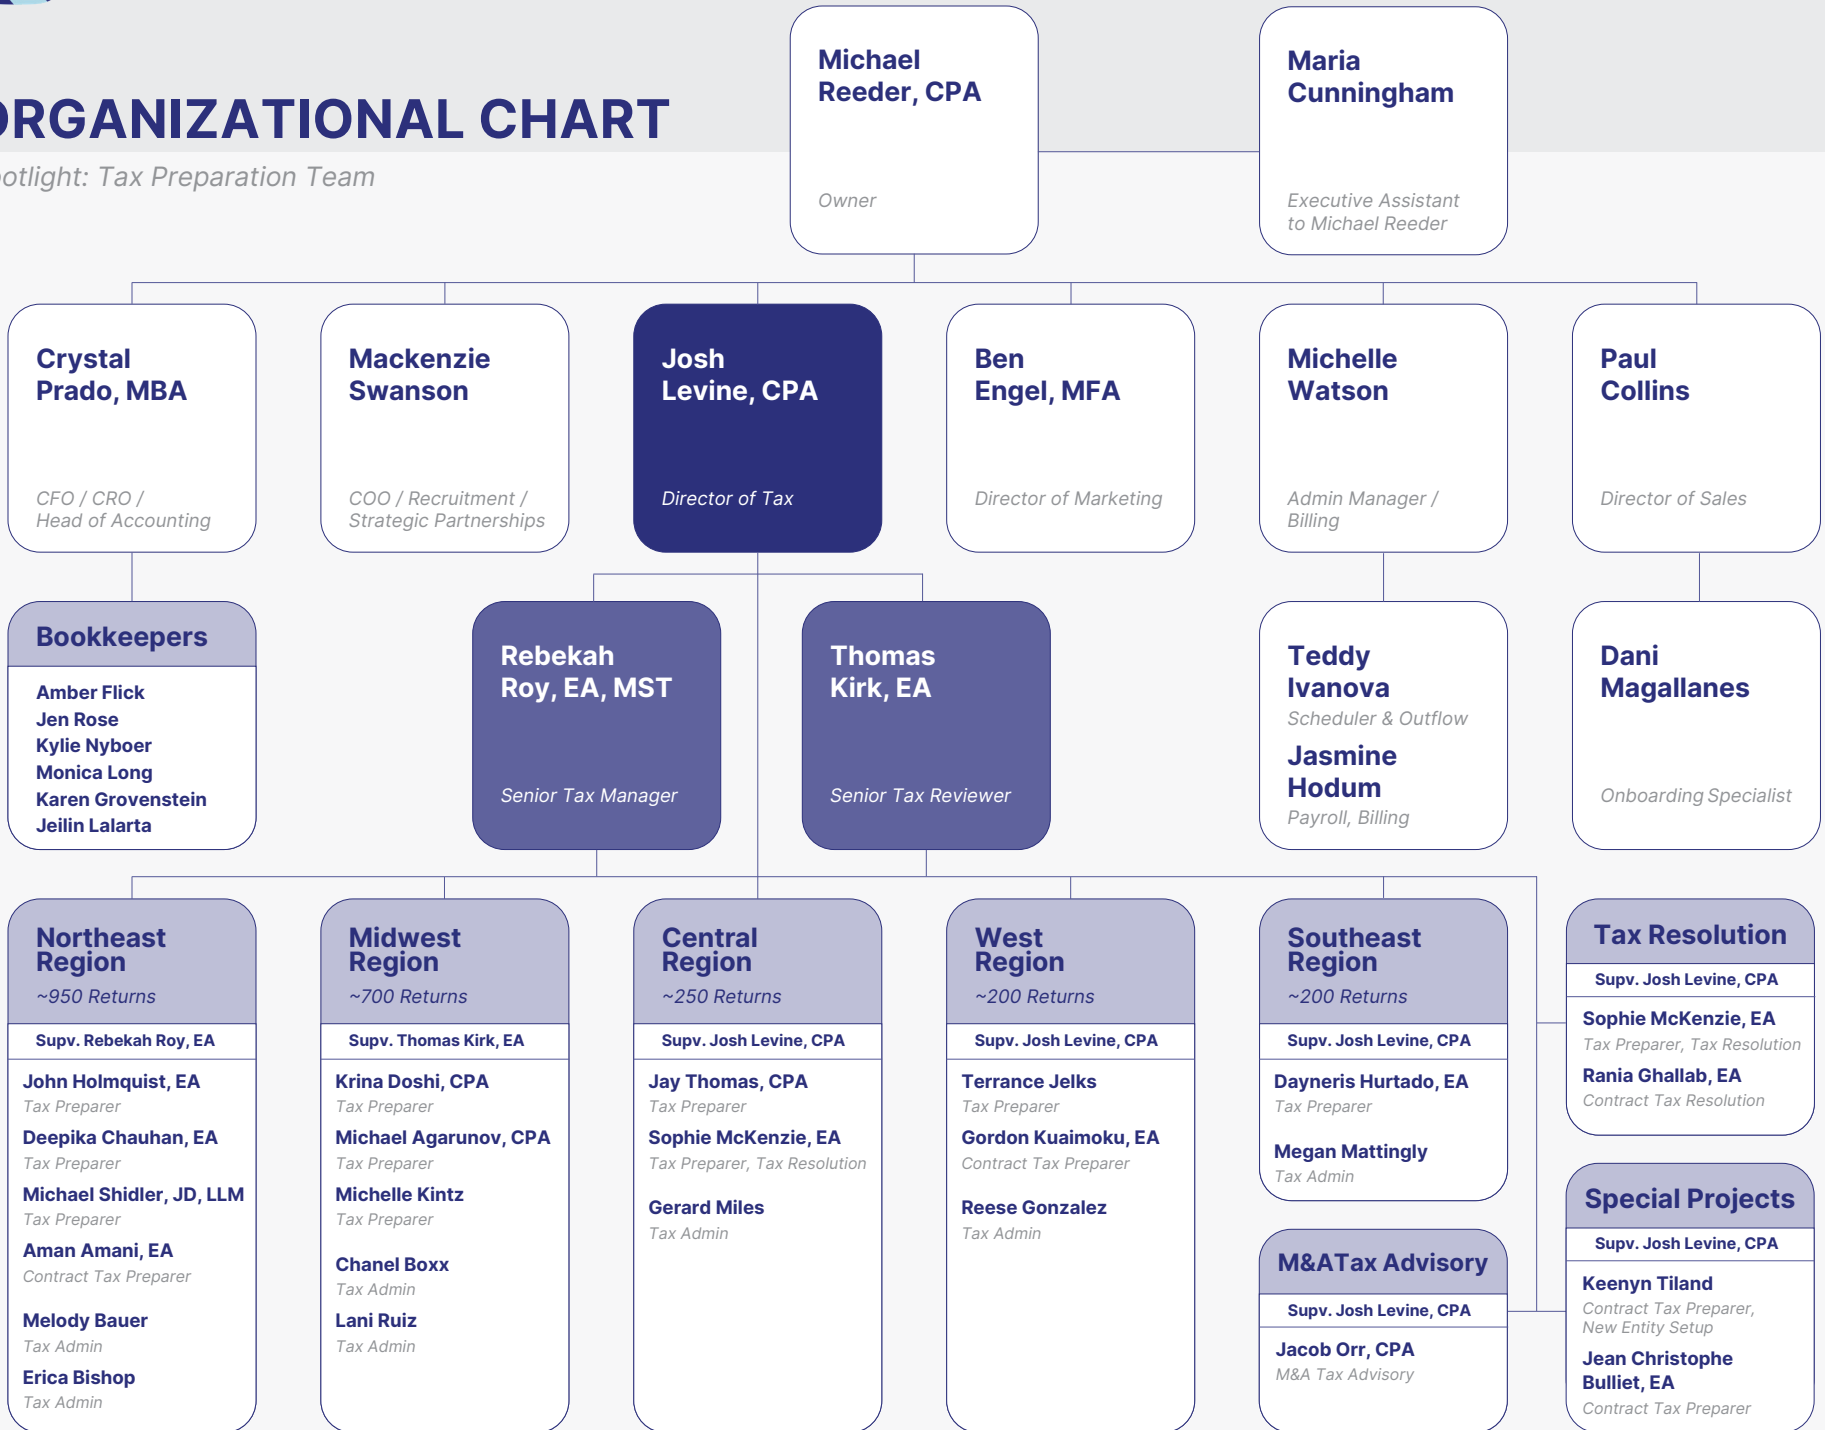 ORGANIZATIONAL CHART
otlight: Tax Preparation Team
Michael
Reeder, CPA
Owner
Maria
Cunningham
Executive Assistant
to Michael Reeder
Crystal
Prado, MBA
CFO / CRO /
Head of Accounting
Mackenzie
Swanson
COO / Recruitment /
Strategic Partnerships
Josh
Levine, CPA
Director of Tax
Ben
Engel, MFA
Director of Marketing
Michelle
Watson
Admin Manager /
Billing
Paul
Collins
Director of Sales
Bookkeepers
Amber Flick
Jen Rose
Kylie Nyboer
Monica Long
Karen Grovenstein
Jeilin Lalarta
Rebekah
Roy, EA, MST
Senior Tax Manager
Thomas
Kirk, EA
Senior Tax Reviewer
Teddy
Ivanova
Scheduler & Outflow
Jasmine
Hodum
Payroll, Billing
Dani
Magallanes
Onboarding Specialist
Northeast
Region
~950 Returns
Supv. Rebekah Roy, EA
John Holmquist, EA
Tax Preparer
Deepika Chauhan, EA
Tax Preparer
Michael Shidler, JD, LLM
Tax Preparer
Aman Amani, EA
Contract Tax Preparer
Melody Bauer
Tax Admin
Erica Bishop
Tax Admin
Midwest
Region
~700 Returns
Supv. Thomas Kirk, EA
Krina Doshi, CPA
Tax Preparer
Michael Agarunov, CPA
Tax Preparer
Michelle Kintz
Tax Preparer
Chanel Boxx
Tax Admin
Lani Ruiz
Tax Admin
Central
Region
~250 Returns
Supv. Josh Levine, CPA
Jay Thomas, CPA
Tax Preparer
Sophie McKenzie, EA
Tax Preparer, Tax Resolution
Gerard Miles
Tax Admin
West
Region
~200 Returns
Supv. Josh Levine, CPA
Terrance Jelks
Tax Preparer
Gordon Kuaimoku, EA
Contract Tax Preparer
Reese Gonzalez
Tax Admin
Southeast
Region
~200 Returns
Supv. Josh Levine, CPA
Dayneris Hurtado, EA
Tax Preparer
Megan Mattingly
Tax Admin
M&ATax Advisory
Supv. Josh Levine, CPA
Jacob Orr, CPA
M&A Tax Advisory
Tax Resolution
Supv. Josh Levine, CPA
Sophie McKenzie, EA
Tax Preparer, Tax Resolution
Rania Ghallab, EA
Contract Tax Resolution
Special Projects
Supv. Josh Levine, CPA
Keenyn Tiland
Contract Tax Preparer,
New Entity Setup
Jean Christophe
Bulliet, EA
Contract Tax Preparer